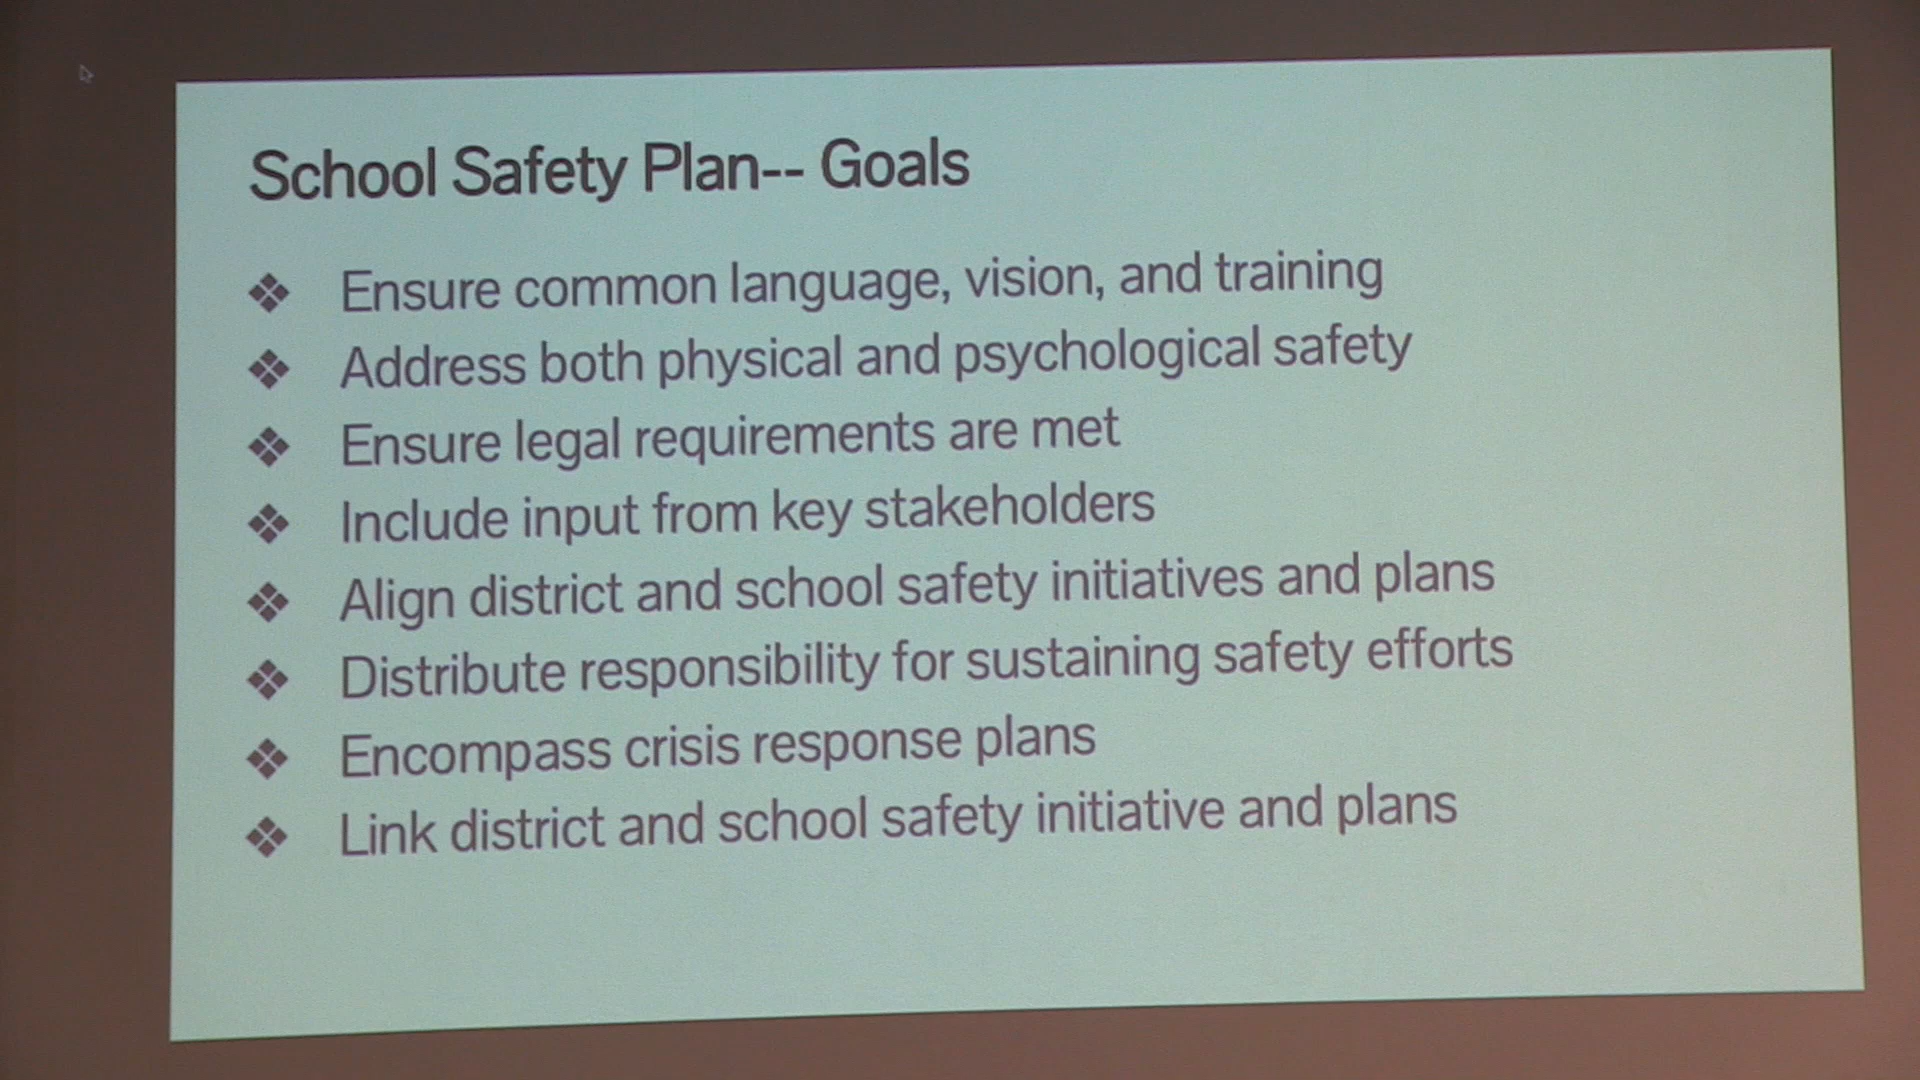 School Safety Plan-- Goals
❖ Ensure common language, vision, and training
❖ Address both physical and psychological safety
❖ Ensure legal requirements are met
❖ Include input from key stakeholders
❖ Align district and school safety initiatives and plans
❖ Distribute responsibility for sustaining safety efforts
❖ Encompass crisis response plans
❖ Link district and school safety initiative and plans